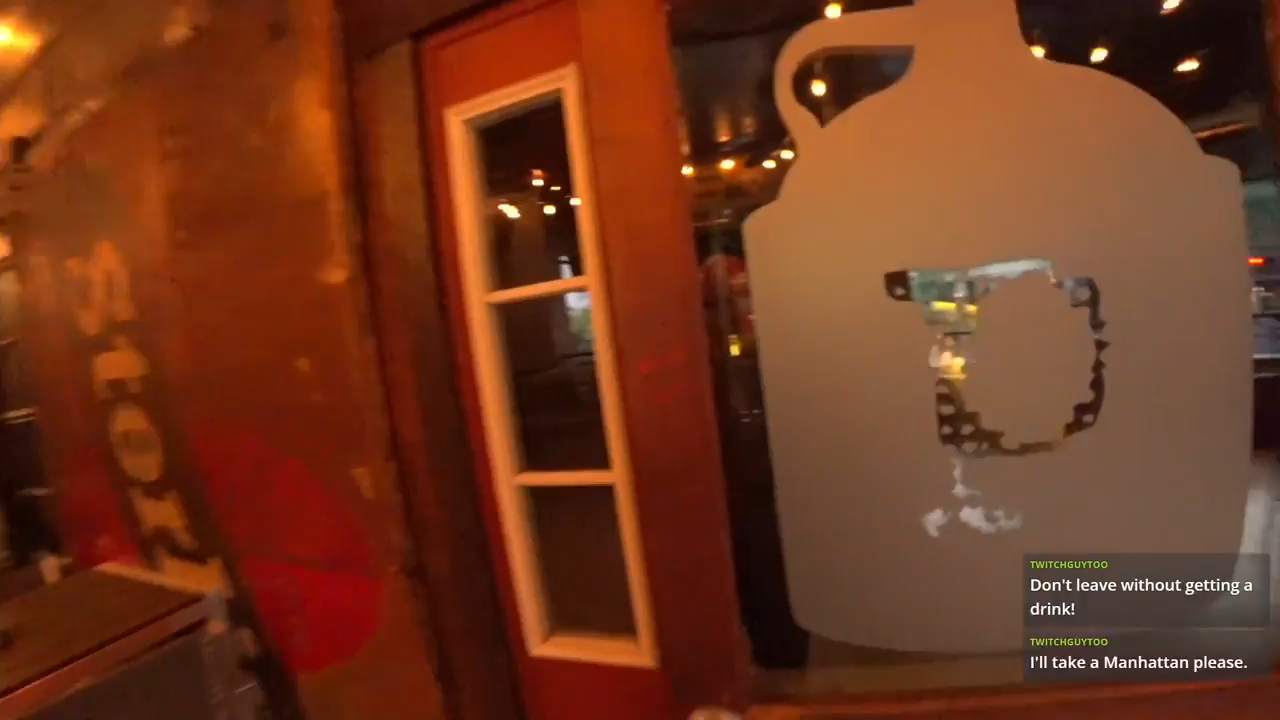 D
TWITCHGUYTOO
Don't leave without getting a
drink!
TWITCHGUYTOO
I'll take a Manhattan please.